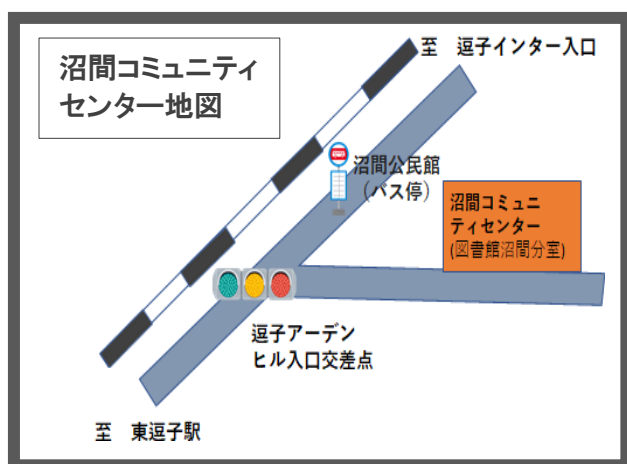 沼間コミュニティ
センター地図
至　逗子インター入口
沼間公民館
（バス停）
沼間コミュニ
ティセンター
(図書館沼間分室)
逗子アーデン
ヒル入口交差点
至　東逗子駅